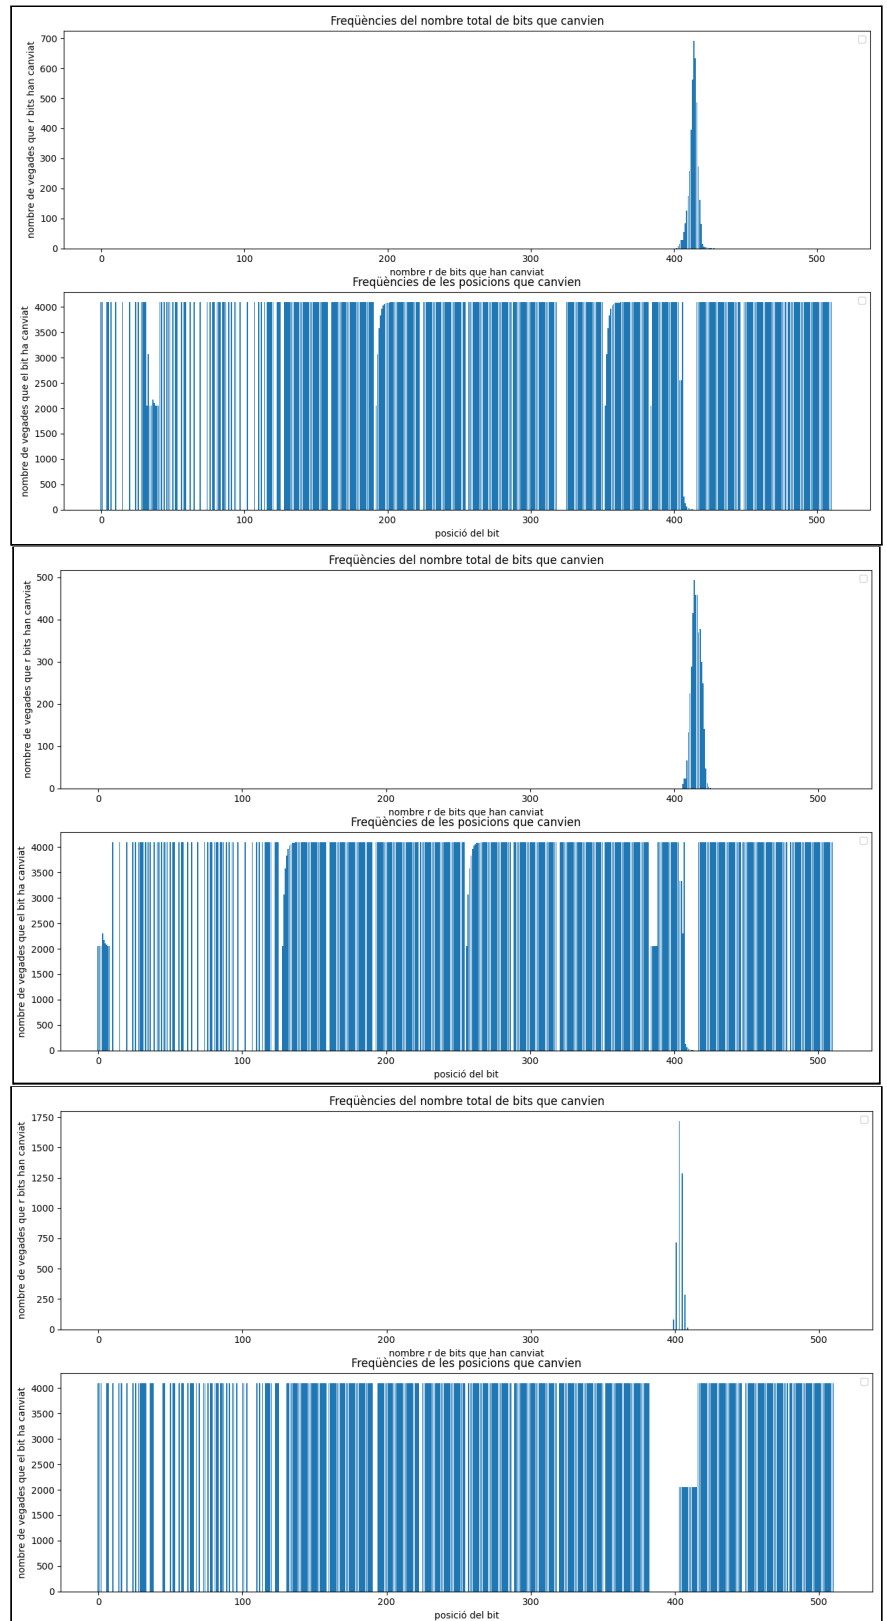 Freqüències del nombre total de bits que canvien
nombre de vegades que r bits han canviat
700
600
500
400
300
200
100
0
0 100 200 300 400 500
nombre r de bits que han canviat
Freqüències de les posicions que canvien
nombre de vegades que el bit ha canviat
4000
3500
3000
2500
2000
1500
1000
500
0
0 100 200 300 400 500
posició del bit
Freqüències del nombre total de bits que canvien
nombre de vegades que r bits han canviat
500
400
300
200
100
0
0 100 200 300 400 500
nombre r de bits que han canviat
Freqüències de les posicions que canvien
nombre de vegades que el bit ha canviat
4000
3500
3000
2500
2000
1500
1000
500
0
0 100 200 300 400 500
posició del bit
Freqüències del nombre total de bits que canvien
nombre de vegades que r bits han canviat
1750
1500
1250
1000
750
500
250
0
0 100 200 300 400 500
nombre r de bits que han canviat
Freqüències de les posicions que canvien
nombre de vegades que el bit ha canviat
4000
3500
3000
2500
2000
1500
1000
500
0
0 100 200 300 400 500
posició del bit